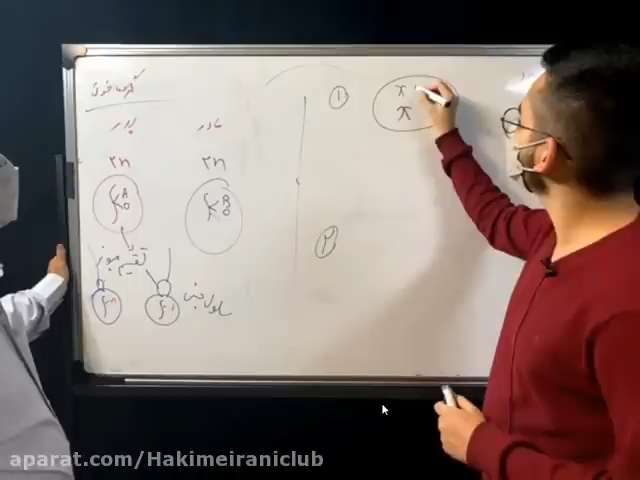 گروه خونی
پدر
مادر
2n
2n
A
O
B
O
تقسیم میوز
سلول جنسی
①
②
aparat.com/Hakimeiraniclub